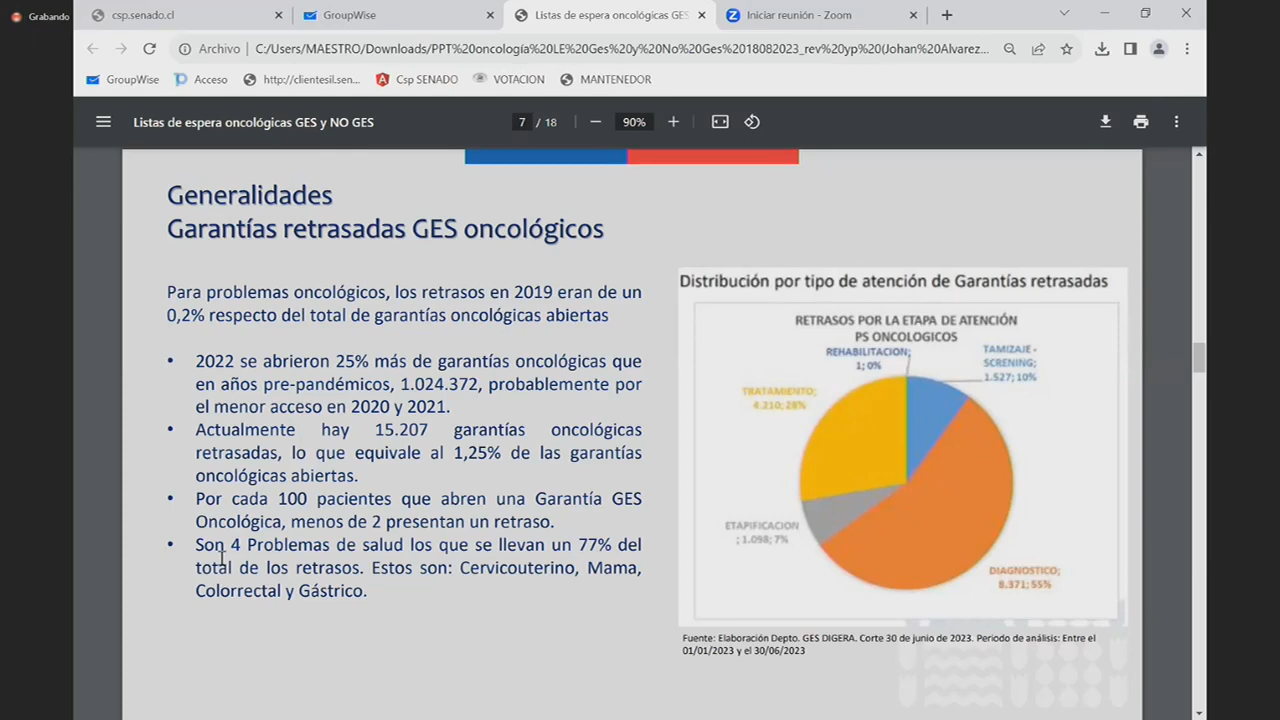 Grabando
csp.senado.cl
GroupWise
Listas de espera oncológicas GES
Iniciar reunión - Zoom
Archivo
C:/Users/MAESTRO/Downloads/PPT%20oncología%20LE%20Ges%20y%20No%20Ges%2018082023_rev%20yp%20(Johan%20Alvarez...
GroupWise
Acceso
http://clientesil.sen...
Csp SENADO
VOTACION
MANTENEDOR
Listas de espera oncológicas GES y NO GES
7 / 18
90%
Generalidades
Garantías retrasadas GES oncológicos
Para problemas oncológicos, los retrasos en 2019 eran de un
0,2% respecto del total de garantías oncológicas abiertas
• 2022 se abrieron 25% más de garantías oncológicas que
en años pre-pandémicos, 1.024.372, probablemente por
el menor acceso en 2020 y 2021.
• Actualmente hay 15.207 garantías oncológicas
retrasadas, lo que equivale al 1,25% de las garantías
oncológicas abiertas.
• Por cada 100 pacientes que abren una Garantía GES
Oncológica, menos de 2 presentan un retraso.
• Son 4 Problemas de salud los que se llevan un 77% del
total de los retrasos. Estos son: Cervicouterino, Mama,
Colorrectal y Gástrico.
Distribución por tipo de atención de Garantías retrasadas
RETRASOS POR LA ETAPA DE ATENCIÓN
PS ONCOLOGICOS
REHABILITACION;
1; 0%
TAMIZAJE -
SCRENING;
1.527; 10%
TRATAMIENTO;
4.210; 28%
ETAPIFICACION
; 1.098; 7%
DIAGNOSTICO;
8.371; 55%
Fuente: Elaboración Depto. GES DIGERA. Corte 30 de junio de 2023. Periodo de análisis: Entre el
01/01/2023 y el 30/06/2023